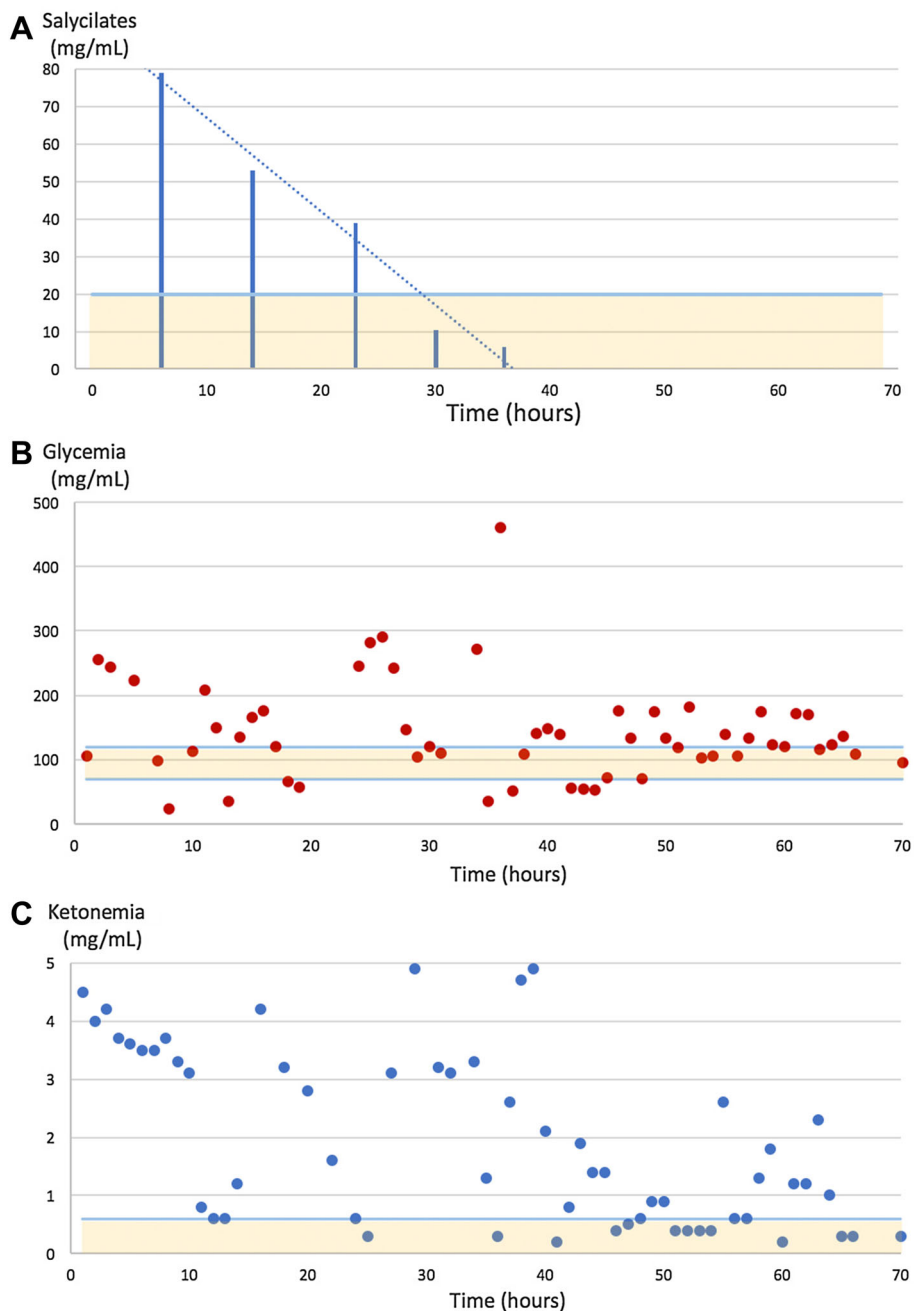 A Salycilates
(mg/mL)
80
70
60
50
40
30
20
10
0
0 10 20 30 40 50 60 70
Time (hours)
B Glycemia
(mg/mL)
500
400
300
200
100
0
0 10 20 30 40 50 60 70
Time (hours)
C Ketonemia
(mg/mL)
5
4
3
2
1
0
0 10 20 30 40 50 60 70
Time (hours)